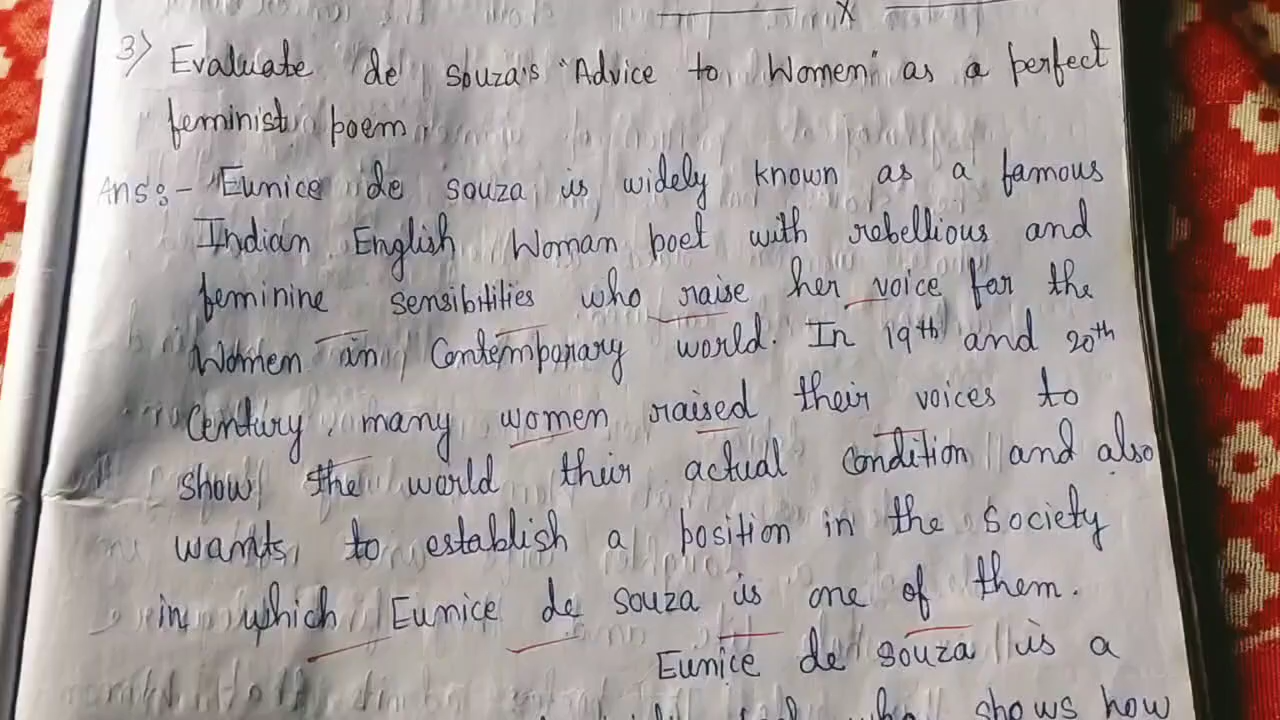 x
3) Evaluate de souza's "Advice to Women" as a perfect
feminist poem
Ans:- Eunice de souza is widely known as a famous
Indian English Woman poet with rebellious and
feminine sensibitities who raise her voice for the
Women in Contemporary world. In 19th and 20th
Century, many women raised their voices to
show the world their actual condition and also
wants to establish a position in the society
in which Eunice de souza is one of them.
Eunice de souza is a
shows how